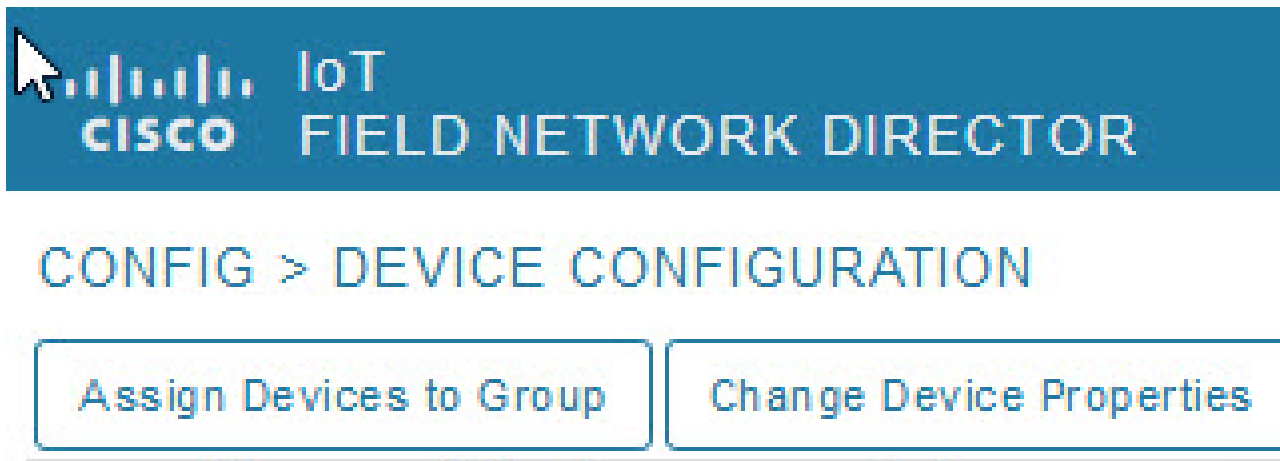 IoT
CISCO FIELD NETWORK DIRECTOR
CONFIG > DEVICE CONFIGURATION
Assign Devices to Group Change Device Properties